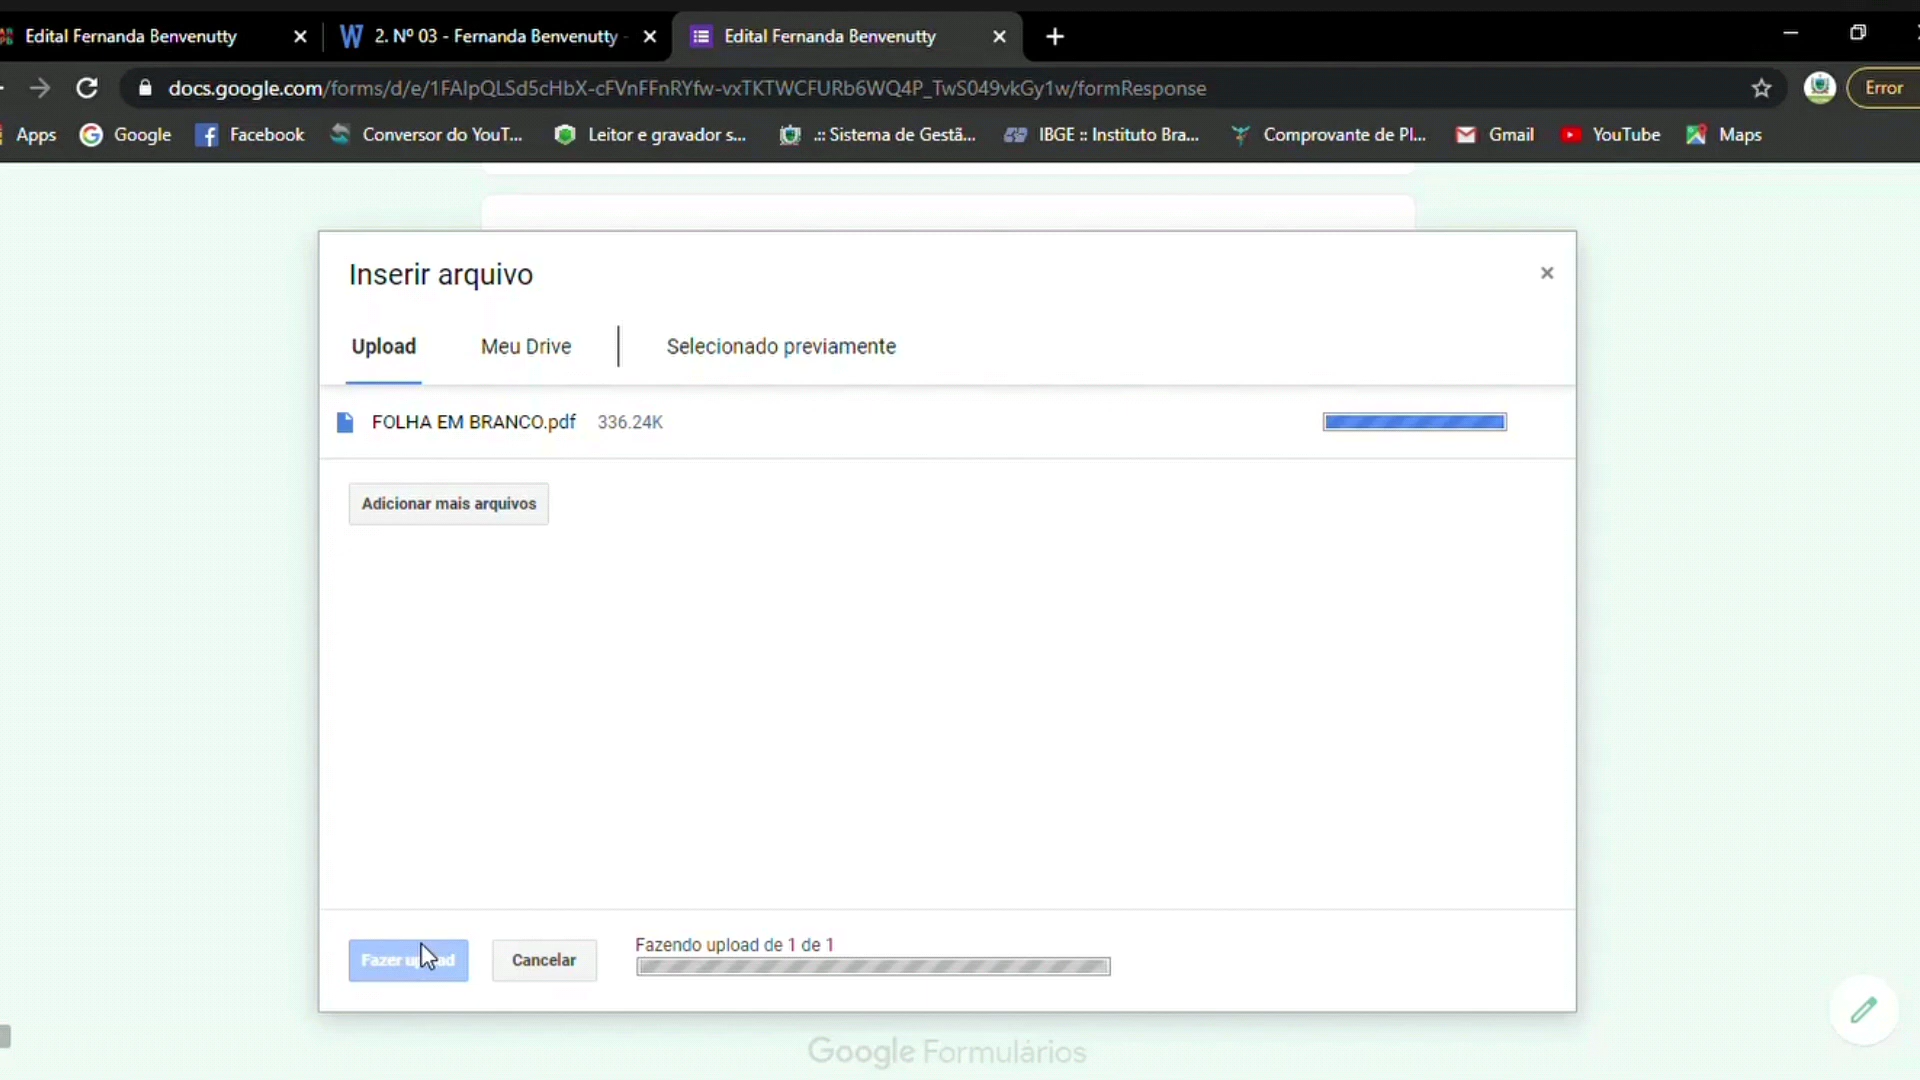 Edital Fernanda Benvenutty
2. Nº 03 - Fernanda Benvenutty -
Edital Fernanda Benvenutty
docs.google.com/forms/d/e/1FAIpQLSd5cHbX-cFVnFFnRYfw-vxTKTWCFURb6WQ4P_TwS049vkGy1w/formResponse
Error
Apps
Google
Facebook
Conversor do YouT...
Leitor e gravador s...
.:: Sistema de Gestã...
IBGE :: Instituto Bra...
Comprovante de Pl...
Gmail
YouTube
Maps
Inserir arquivo
Upload
Meu Drive
Selecionado previamente
FOLHA EM BRANCO.pdf 336.24K
Adicionar mais arquivos
Fazer upload
Cancelar
Fazendo upload de 1 de 1
Google Formulários